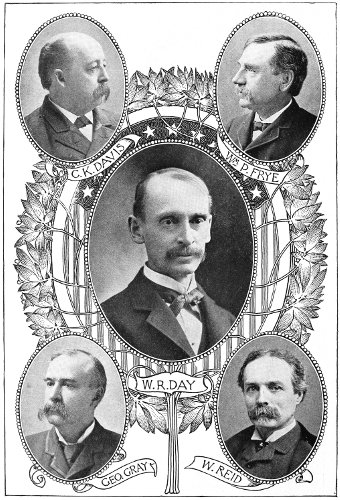 C.K. DAVIS
WM P. FRYE
W.R. DAY
GEO. GRAY
W. REID